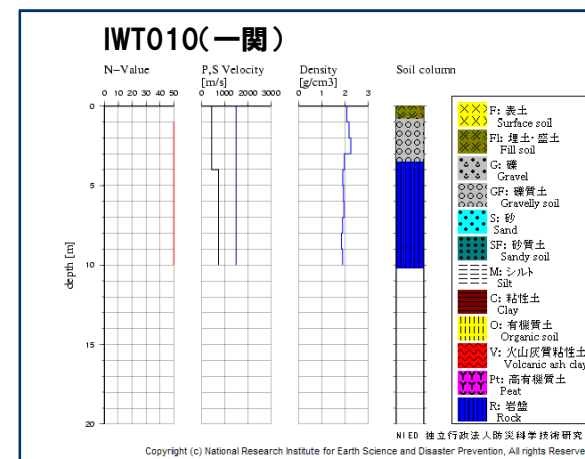 IWT010(一関)
N-Value
0 10 20 30 40 50
P,S Velocity
[m/s]
0 1000 2000 3000
Density
[g/cm3]
0 1 2 3
Soil column
depth [m]
0
5
10
15
20
F: 表土
Surface soil
Fl: 埋土・盛土
Fill soil
G: 礫
Gravel
GF: 礫質土
Gravelly soil
S: 砂
Sand
SF: 砂質土
Sandy soil
M: シルト
Silt
C: 粘性土
Clay
O: 有機質土
Organic soil
V: 火山灰質粘性土
Volcanic ash clay
Pt: 高有機質土
Peat
R: 岩盤
Rock
NIED 独立行政法人防災科学技術研究
Copyright (c) National Research Institute for Earth Science and Disaster Prevention, All rights Reserve